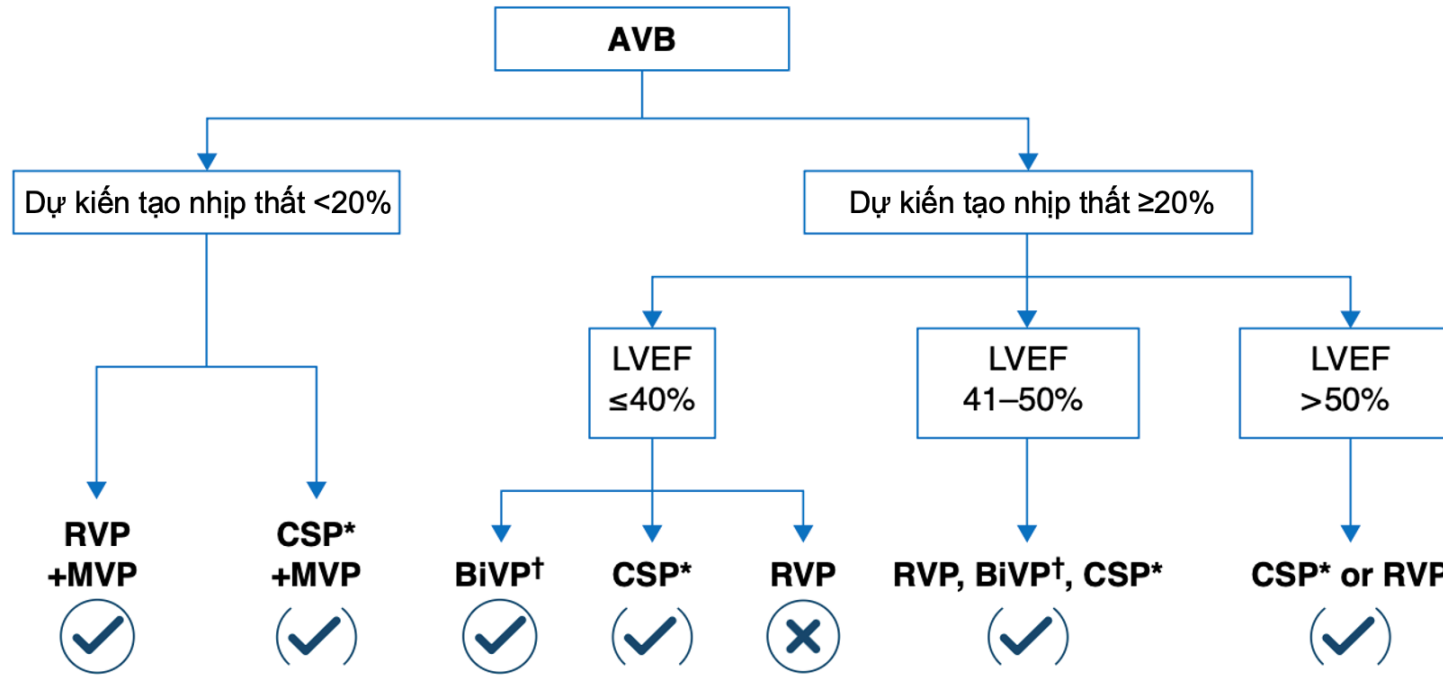 AVB
Dự kiến tạo nhịp thất <20%
Dự kiến tạo nhịp thất ≥20%
LVEF
≤40%
LVEF
41–50%
LVEF
>50%
RVP
+MVP
CSP*
+MVP
BiVP†
CSP*
RVP
RVP, BiVP†, CSP*
CSP* or RVP